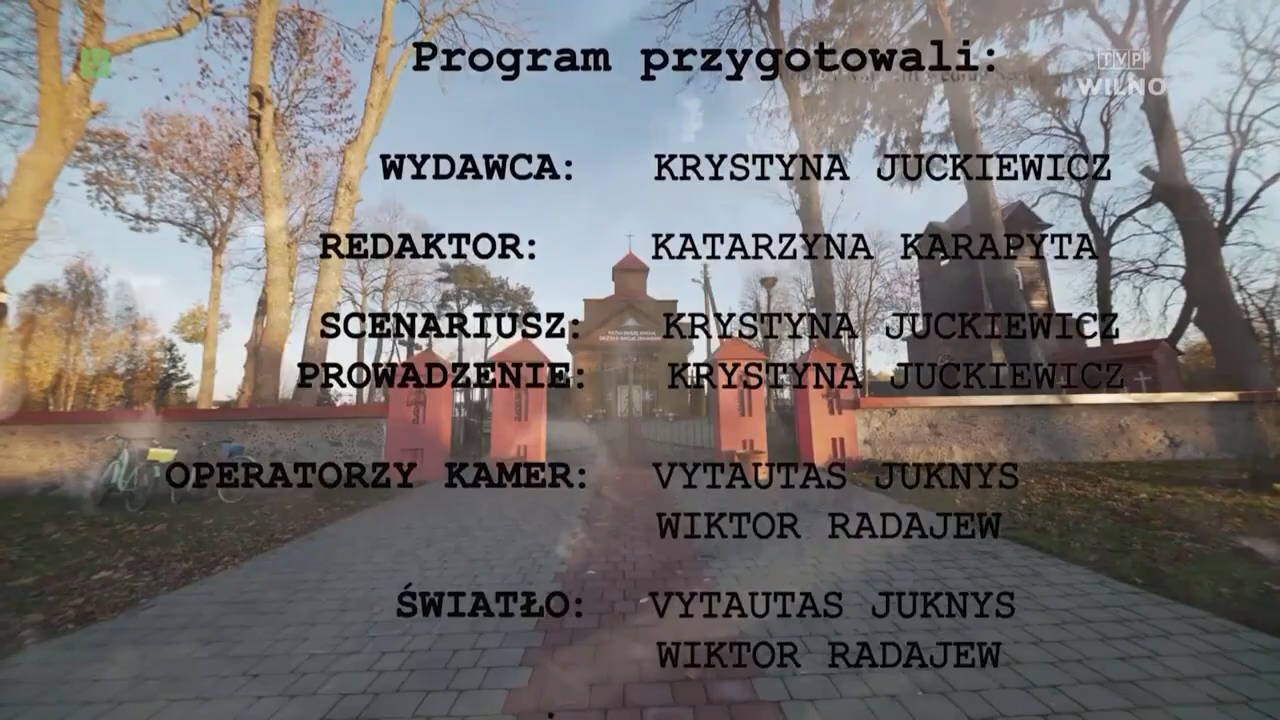 Program przygotowali:
TVP
WILNO
WYDAWCA: KRYSTYNA JUCKIEWICZ
REDAKTOR: KATARZYNA KARAPYTA
SCENARIUSZ: KRYSTYNA JUCKIEWICZ
PROWADZENIE: KRYSTYNA JUCKIEWICZ
OPERATORZY KAMER: VYTAUTAS JUKNYS
WIKTOR RADAJEW
ŚWIATŁO: VYTAUTAS JUKNYS
WIKTOR RADAJEW